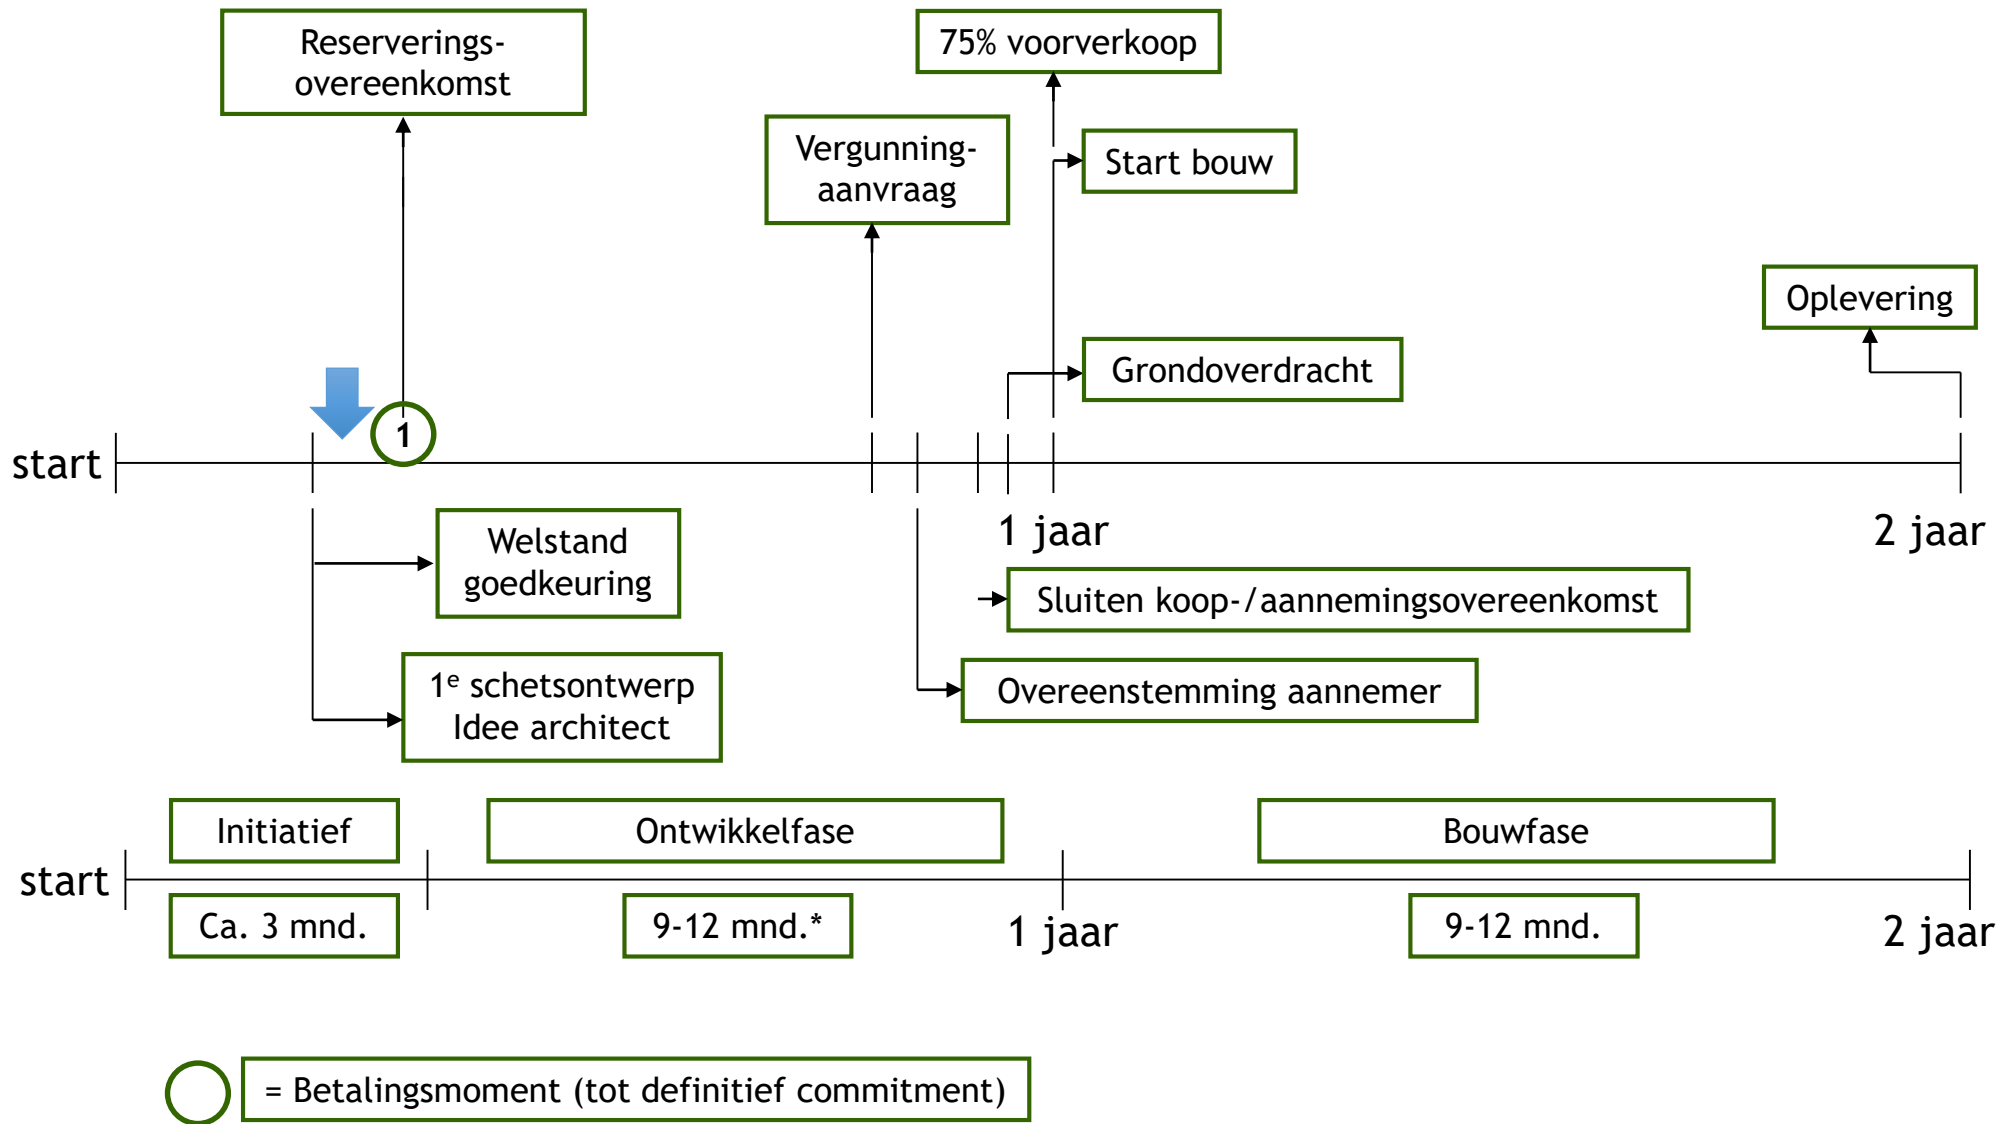 Reserverings-
overeenkomst
75% voorverkoop
Vergunning-
aanvraag
Start bouw
Oplevering
Grondoverdracht
1
start
1 jaar
2 jaar
Welstand
goedkeuring
Sluiten koop-/aannemingsovereenkomst
1e schetsontwerp
Idee architect
Overeenstemming aannemer
Initiatief
Ontwikkelfase
Bouwfase
start
Ca. 3 mnd.
9-12 mnd.*
1 jaar
9-12 mnd.
2 jaar
= Betalingsmoment (tot definitief commitment)